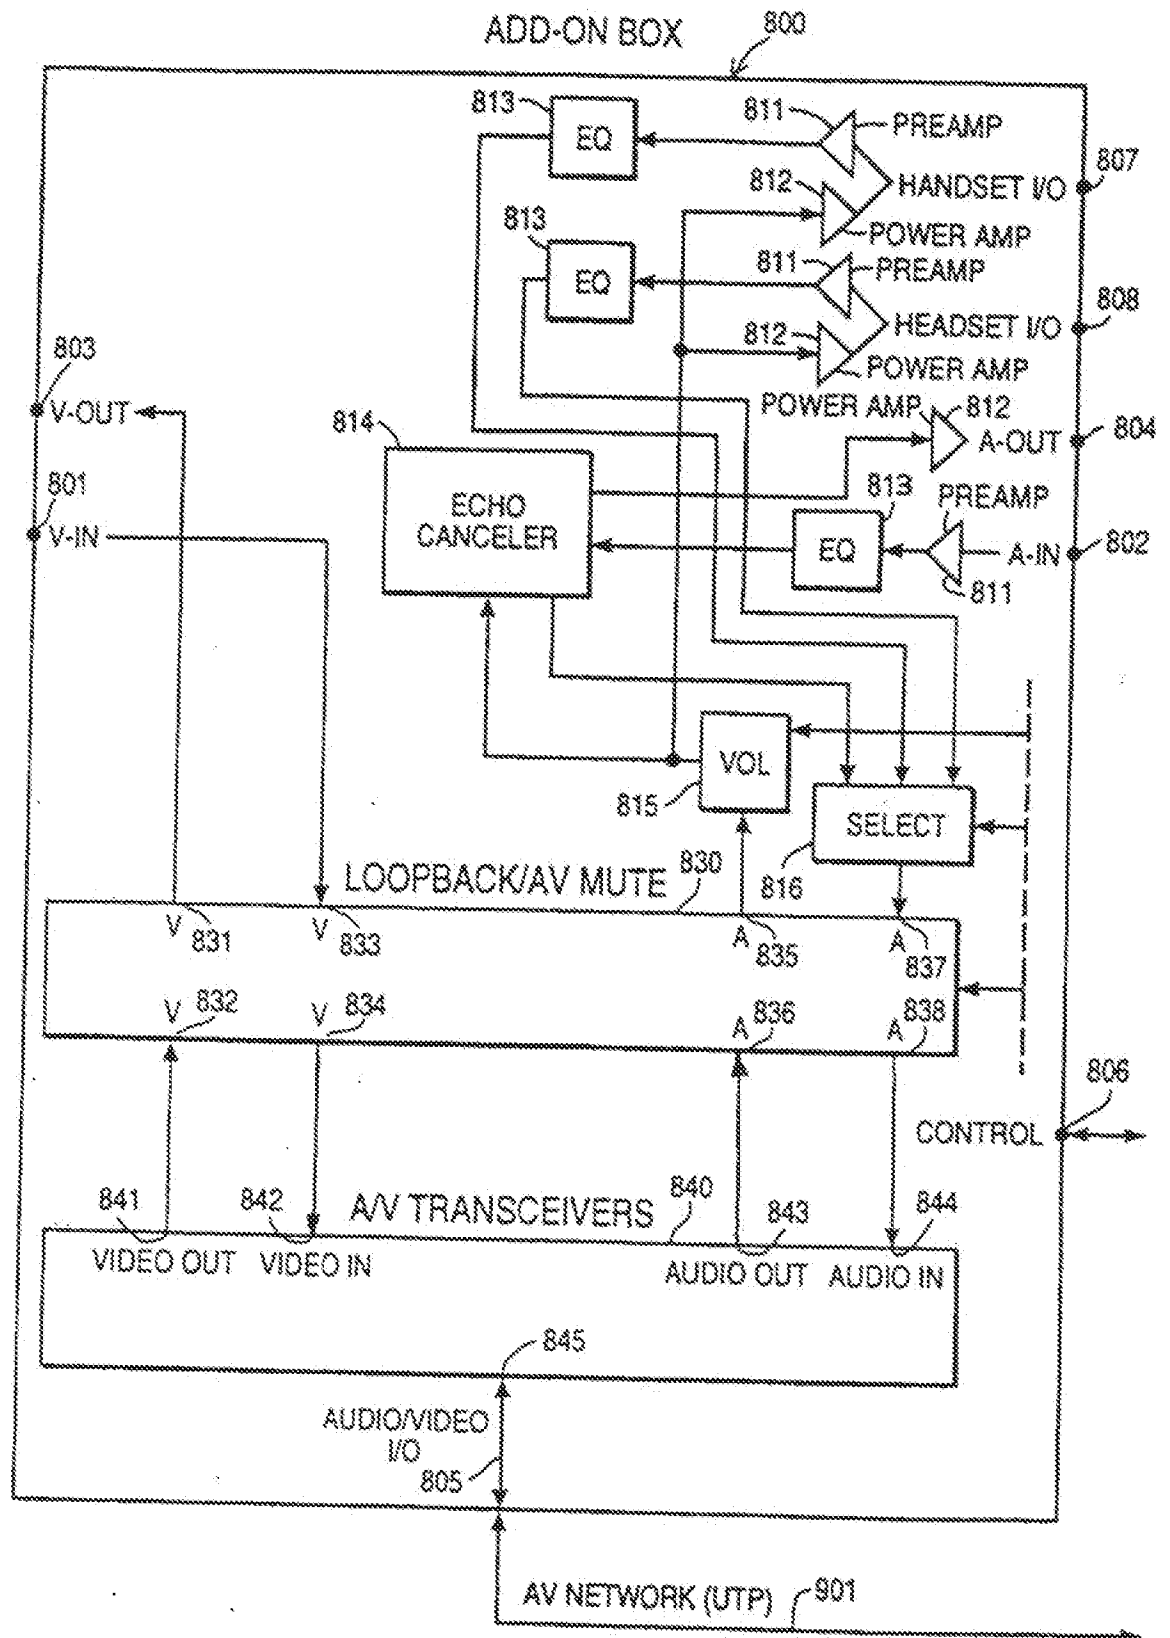 ADD-ON BOX
800
813
EQ
811
PREAMP
807
812
HANDSET I/O
813
POWER AMP
EQ
811
PREAMP
808
812
HEADSET I/O
POWER AMP
803
V-OUT
814
POWER AMP
812
A-OUT
804
801
V-IN
ECHO
CANCELER
813
PREAMP
EQ
A-IN
802
811
VOL
815
SELECT
816
LOOPBACK/AV MUTE
830
V
831
V
833
A
835
A
837
V
832
V
834
A
836
A
838
806
CONTROL
841
842
A/V TRANSCEIVERS
840
843
844
VIDEO OUT
VIDEO IN
AUDIO OUT
AUDIO IN
845
AUDIO/VIDEO
I/O
805
AV NETWORK (UTP)
901